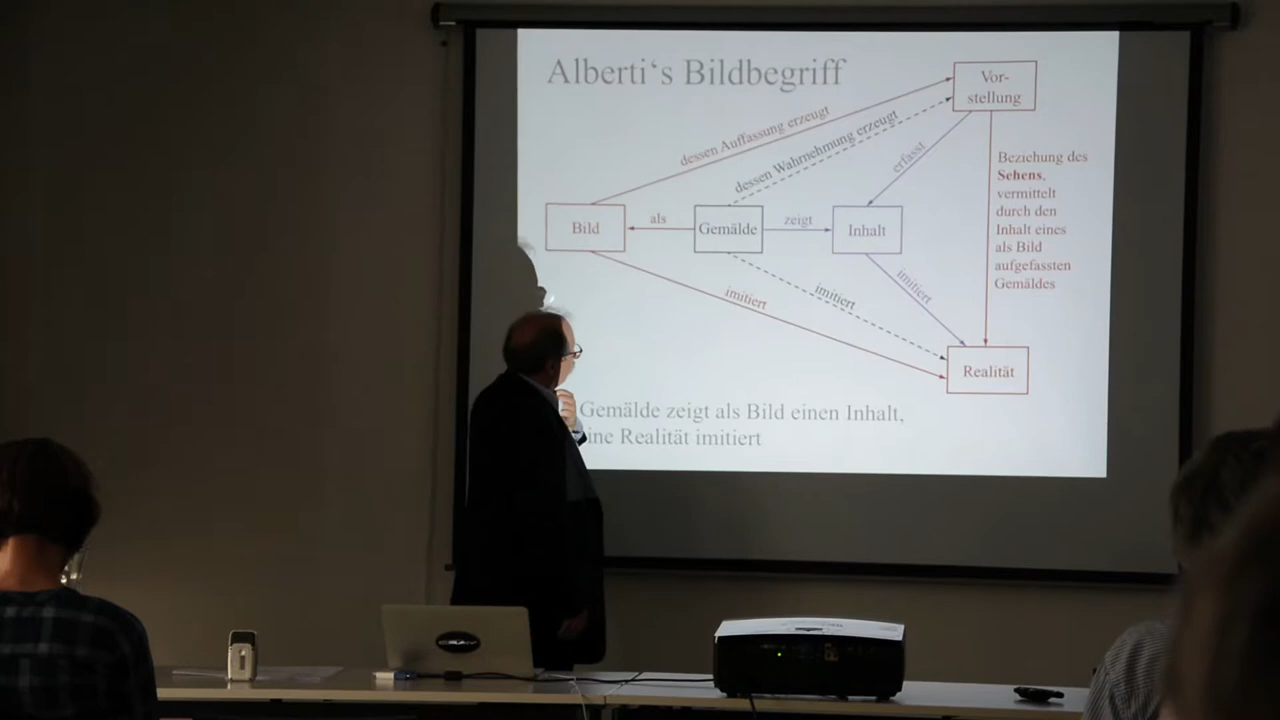 Alberti‘s Bildbegriff
Vor-
stellung
dessen Auffassung erzeugt
dessen Wahrnehmung erzeugt
erfasst
Beziehung des
Sehens,
vermittelt
durch den
Inhalt eines
als Bild
aufgefassten
Gemäldes
Bild
als
Gemälde
zeigt
Inhalt
imitiert
imitiert
imitiert
Realität
Gemälde zeigt als Bild einen Inhalt,
ine Realität imitiert